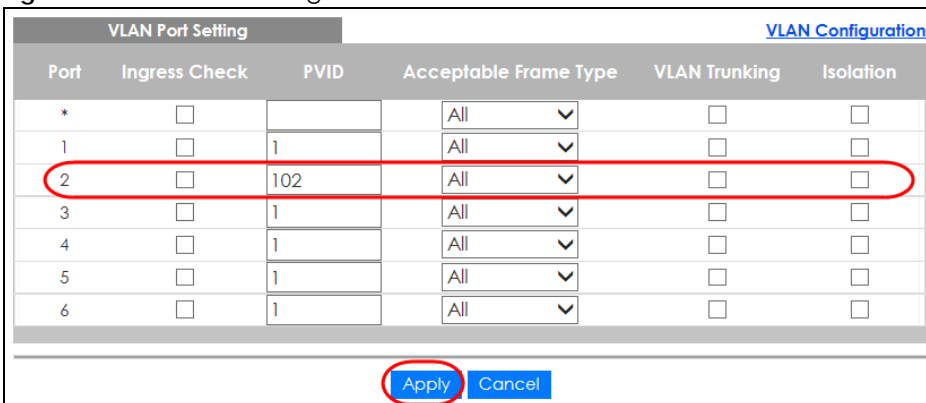 VLAN Port Setting VLAN Configuration
Port Ingress Check PVID Acceptable Frame Type VLAN Trunking Isolation
* All
1 1 All
2 102 All
3 1 All
4 1 All
5 1 All
6 1 All
Apply Cancel